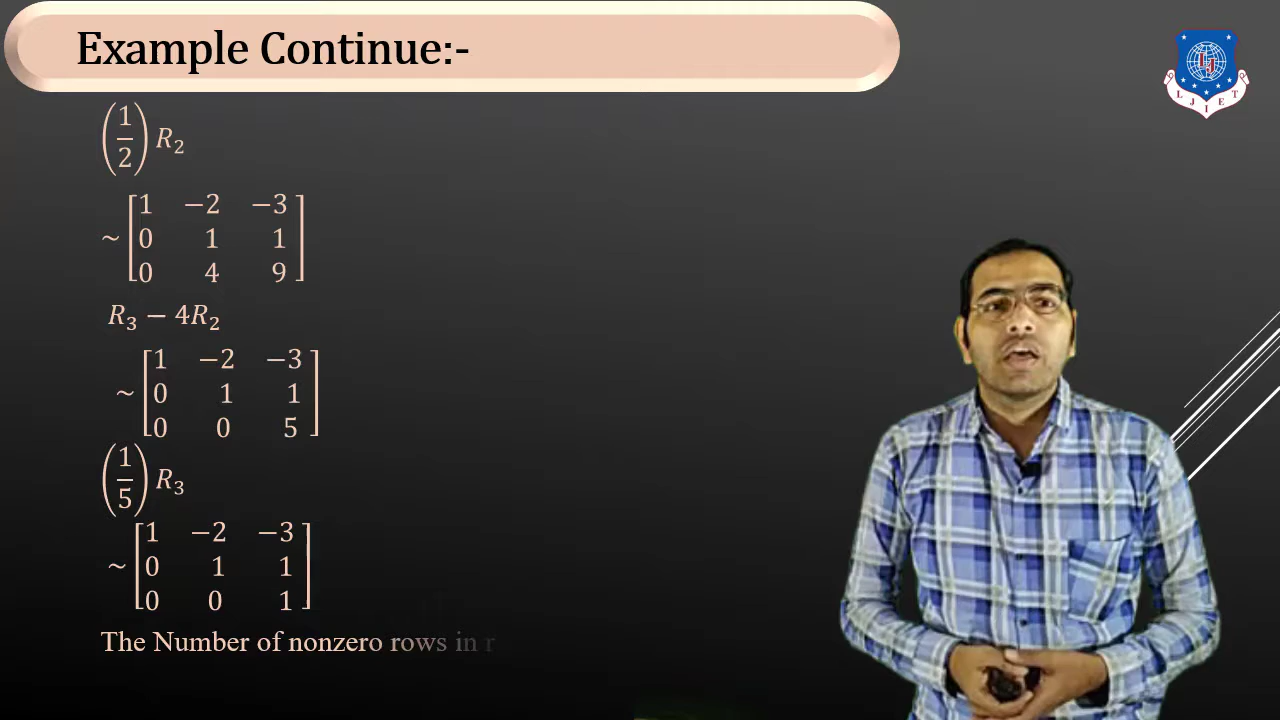 Example Continue:-
LJIET
(1/2) R₂
~ [1 −2 −3
0 1 1
0 4 9]
R₃ − 4R₂
~ [1 −2 −3
0 1 1
0 0 5]
(1/5) R₃
~ [1 −2 −3
0 1 1
0 0 1]
The Number of nonzero rows in r